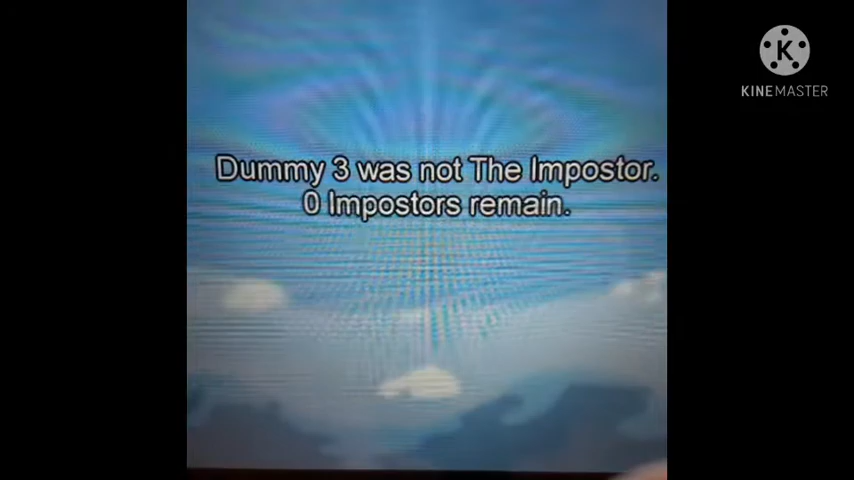 KINEMASTER
Dummy 3 was not The Impostor.
0 Impostors remain.